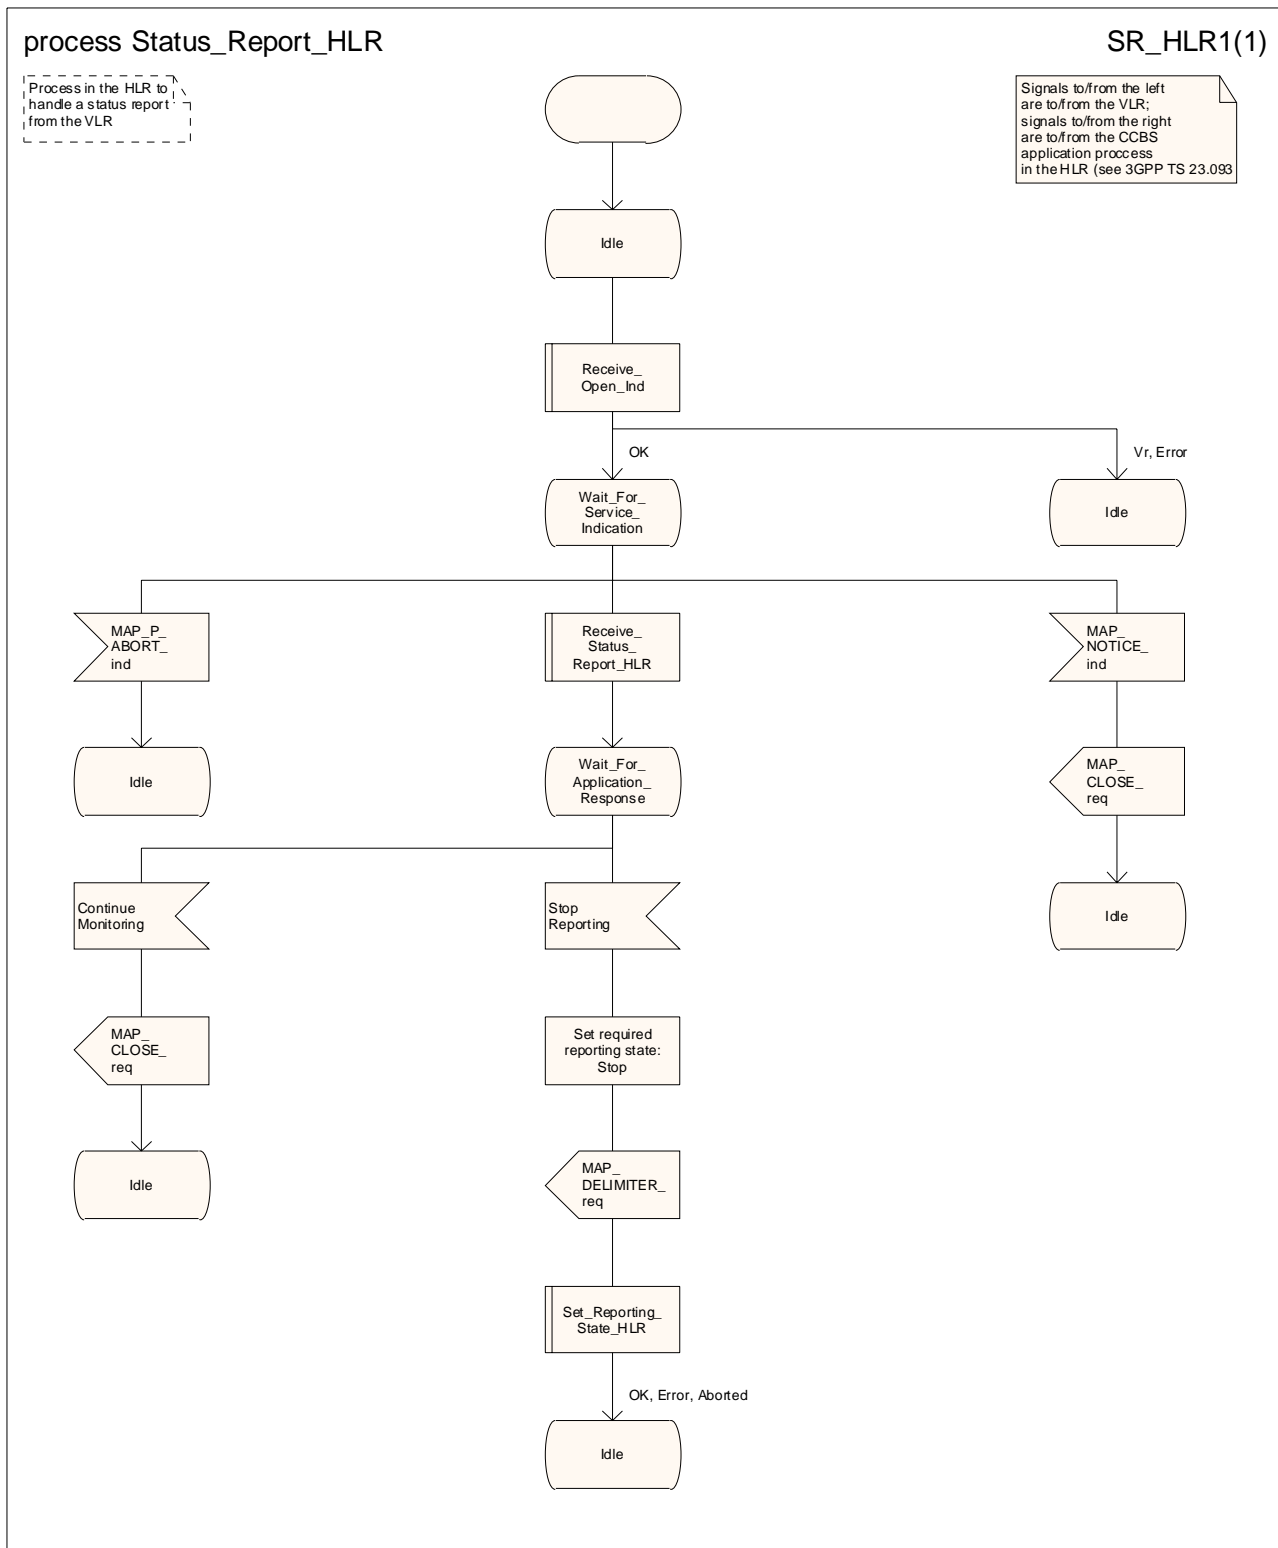 process Status_Report_HLR
SR_HLR1(1)
Process in the HLR to
handle a status report
from the VLR
Signals to/from the left
are to/from the VLR;
signals to/from the right
are to/from the CCBS
application proccess
in the HLR (see 3GPP TS 23.093
Idle
Receive_
Open_Ind
OK
Vr, Error
Wait_For_
Service_
Indication
Idle
MAP_P_
ABORT_
ind
Receive_
Status_
Report_HLR
MAP_
NOTICE_
ind
Idle
Wait_For_
Application_
Response
MAP_
CLOSE_
req
Continue
Monitoring
Stop
Reporting
Idle
MAP_
CLOSE_
req
Set required
reporting state:
Stop
Idle
MAP_
DELIMITER_
req
Set_Reporting_
State_HLR
OK, Error, Aborted
Idle